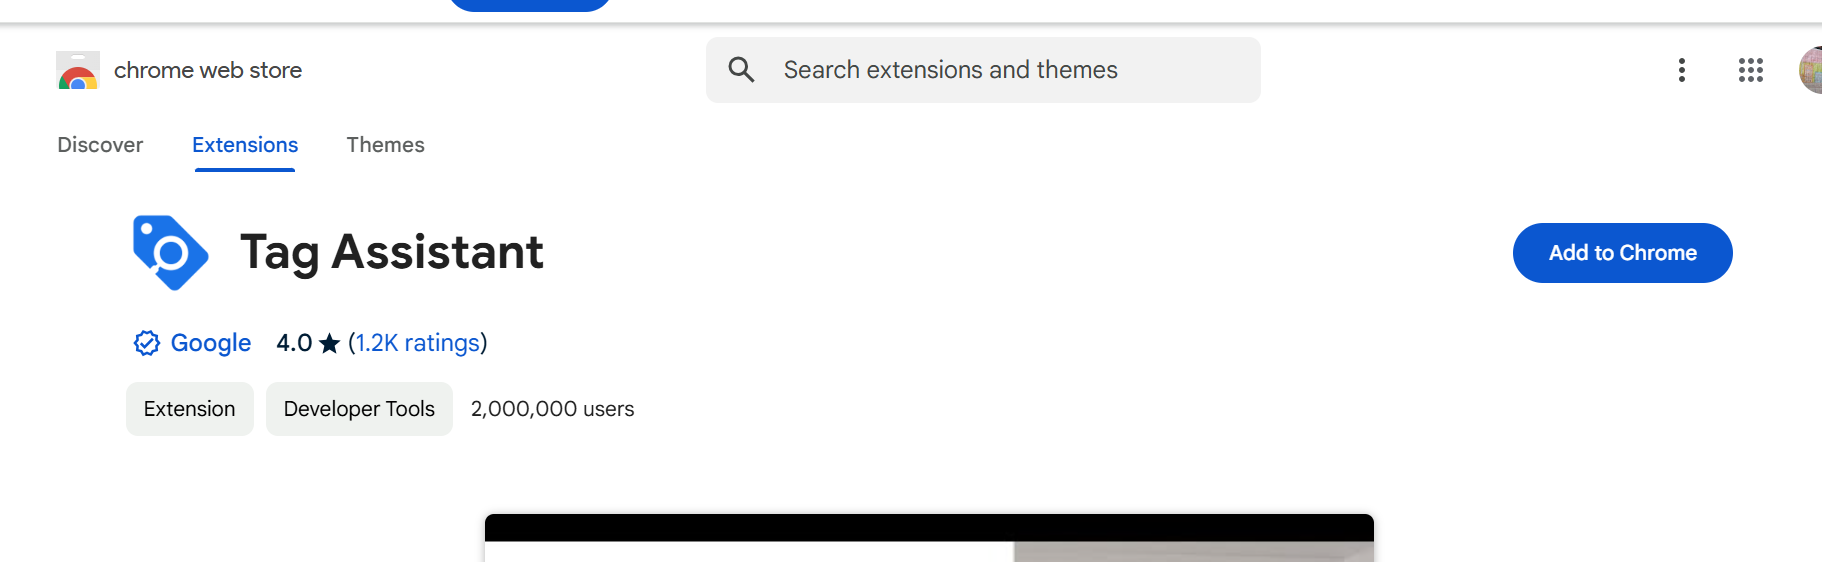 chrome web store
Search extensions and themes
Discover Extensions Themes
Tag Assistant
Add to Chrome
Google 4.0 ★ (1.2K ratings)
Extension Developer Tools 2,000,000 users